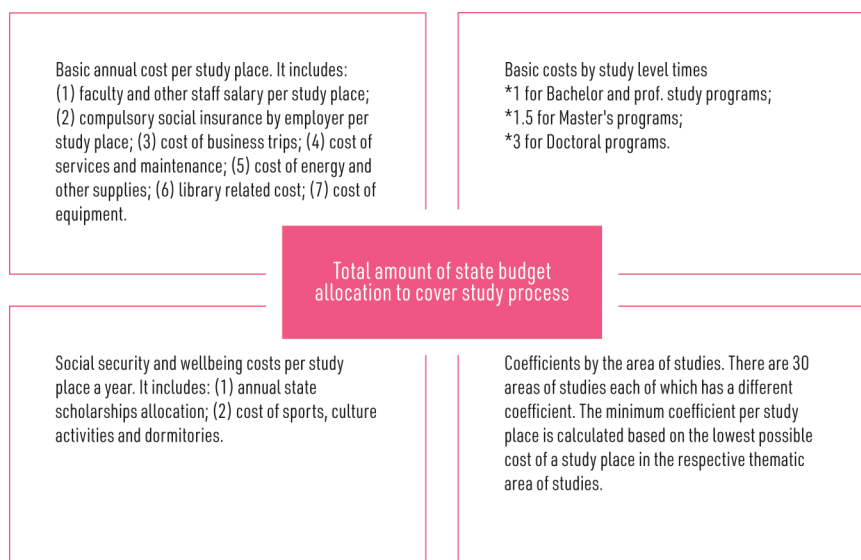 Basic annual cost per study place. It includes:
(1) faculty and other staff salary per study place;
(2) compulsory social insurance by employer per
study place; (3) cost of business trips; (4) cost of
services and maintenance; (5) cost of energy and
other supplies; (6) library related cost; (7) cost of
equipment.
Basic costs by study level times
*1 for Bachelor and prof. study programs;
*1.5 for Master's programs;
*3 for Doctoral programs.
Total amount of state budget
allocation to cover study process
Social security and wellbeing costs per study
place a year. It includes: (1) annual state
scholarships allocation; (2) cost of sports, culture
activities and dormitories.
Coefficients by the area of studies. There are 30
areas of studies each of which has a different
coefficient. The minimum coefficient per study
place is calculated based on the lowest possible
cost of a study place in the respective thematic
area of studies.